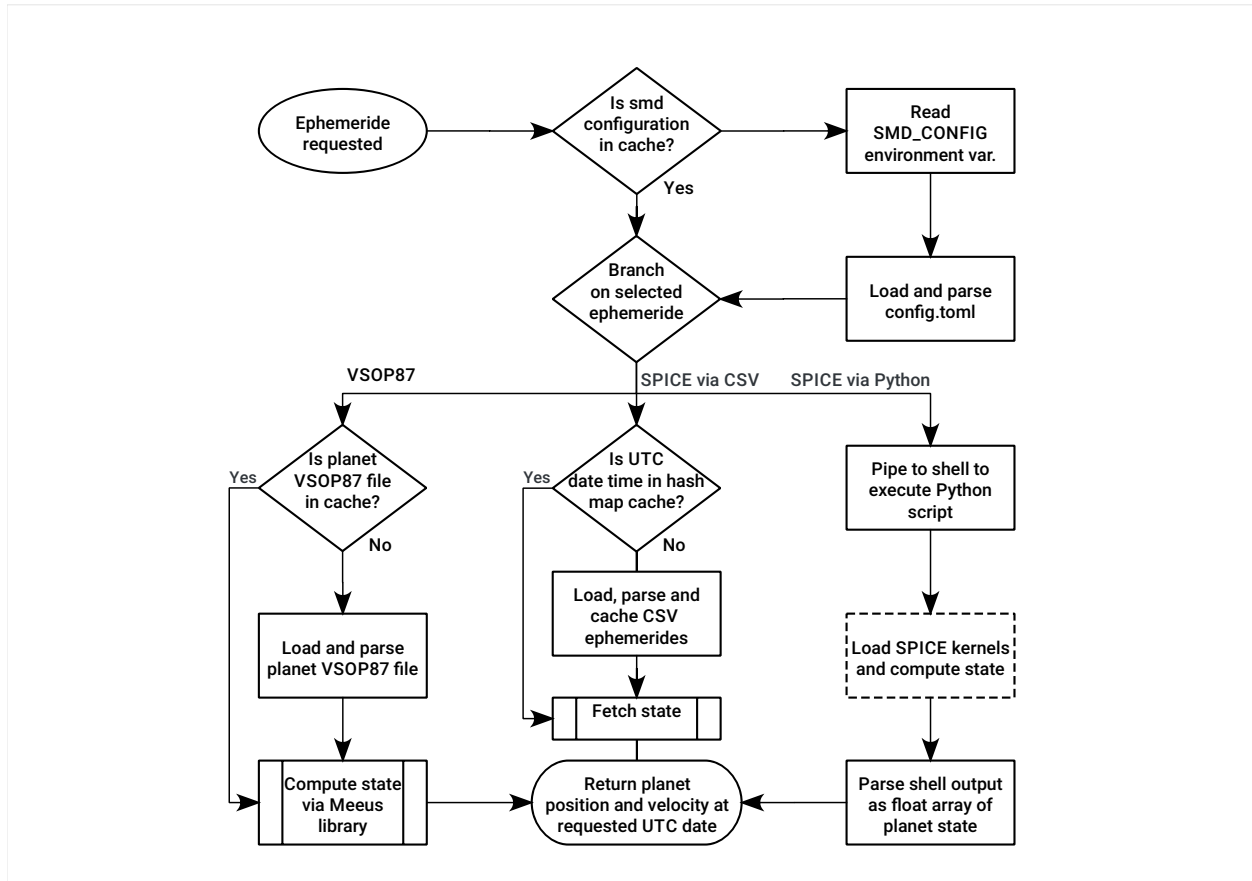 Ephemeride
requested
Is smd
configuration
in cache?
Yes
Read
SMD_CONFIG
environment var.
Branch
on selected
ephemeride
Load and parse
config.toml
VSOP87
SPICE via CSV
SPICE via Python
Is planet
VSOP87 file
in cache?
Yes
No
Is UTC
date time in hash
map cache?
Yes
No
Pipe to shell to
execute Python
script
Load and parse
planet VSOP87 file
Load, parse and
cache CSV
ephemerides
Load SPICE kernels
and compute state
Fetch state
Compute state
via Meeus
library
Return planet
position and velocity at
requested UTC date
Parse shell output
as float array of
planet state